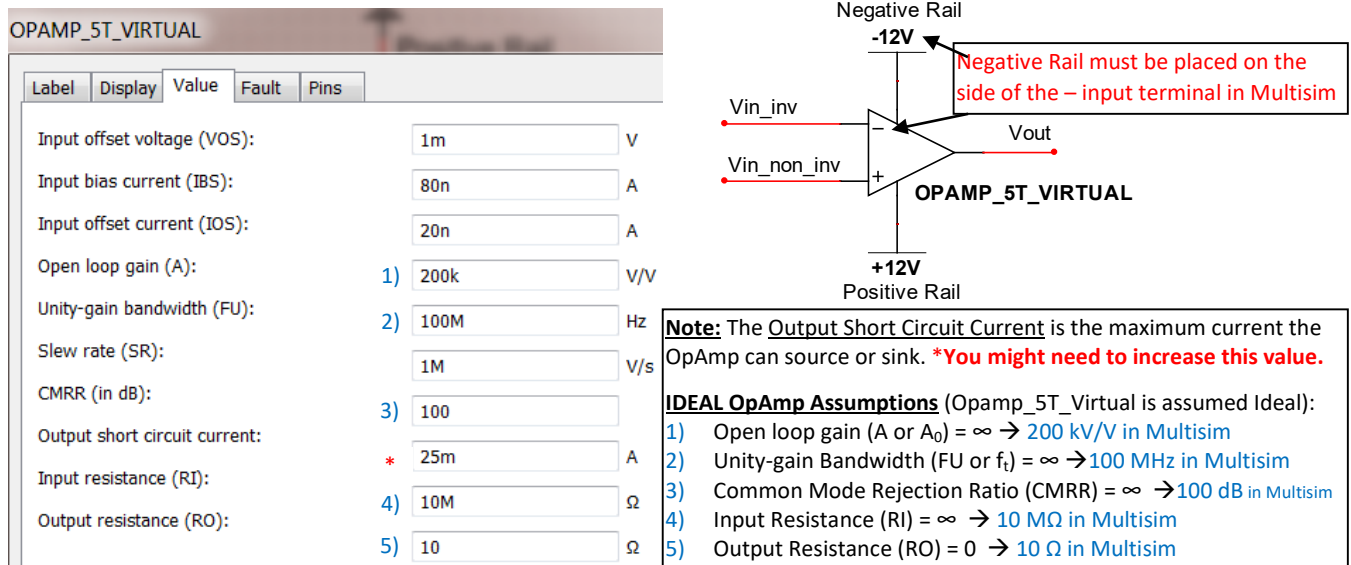 OPAMP_5T_VIRTUAL
Positive Rail
Label Display Value Fault Pins
Input offset voltage (VOS): 1m V
Input bias current (IBS): 80n A
Input offset current (IOS): 20n A
Open loop gain (A): 1) 200k V/V
Unity-gain bandwidth (FU): 2) 100M Hz
Slew rate (SR): 1M V/s
CMRR (in dB): 3) 100
Output short circuit current: * 25m A
Input resistance (RI): 4) 10M Ω
Output resistance (RO): 5) 10 Ω
Negative Rail
-12V
Negative Rail must be placed on the
side of the – input terminal in Multisim
Vin_inv
Vout
Vin_non_inv
−
+
OPAMP_5T_VIRTUAL
+12V
Positive Rail
Note: The Output Short Circuit Current is the maximum current the
OpAmp can source or sink. *You might need to increase this value.
IDEAL OpAmp Assumptions (Opamp_5T_Virtual is assumed Ideal):
1) Open loop gain (A or A₀) = ∞ → 200 kV/V in Multisim
2) Unity-gain Bandwidth (FU or fₜ) = ∞ →100 MHz in Multisim
3) Common Mode Rejection Ratio (CMRR) = ∞ →100 dB in Multisim
4) Input Resistance (RI) = ∞ → 10 MΩ in Multisim
5) Output Resistance (RO) = 0 → 10 Ω in Multisim